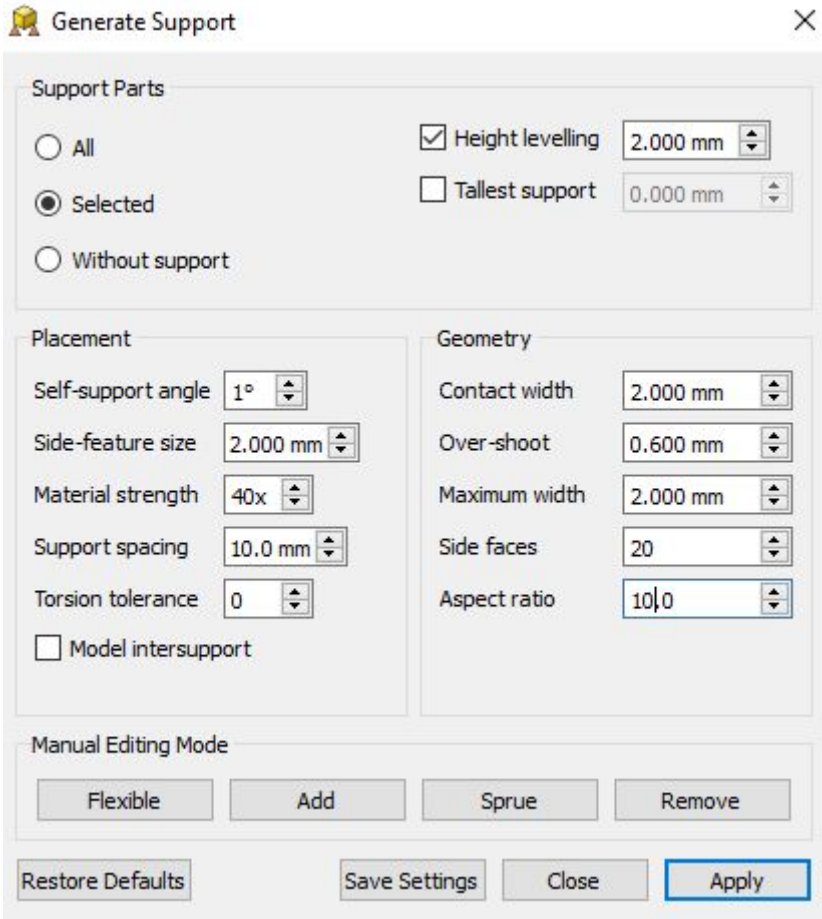 Generate Support
Support Parts
All
Height levelling 2.000 mm
Selected
Tallest support 0.000 mm
Without support
Placement
Self-support angle 1°
Side-feature size 2.000 mm
Material strength 40x
Support spacing 10.0 mm
Torsion tolerance 0
Model intersupport
Geometry
Contact width 2.000 mm
Over-shoot 0.600 mm
Maximum width 2.000 mm
Side faces 20
Aspect ratio 10.0
Manual Editing Mode
Flexible Add Sprue Remove
Restore Defaults Save Settings Close Apply